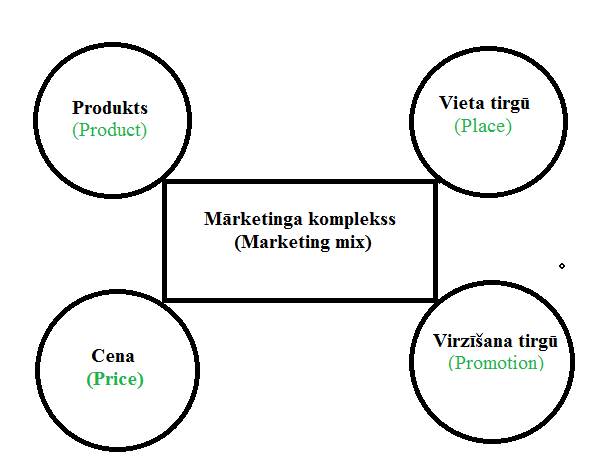 Produkts
(Product)
Vieta tirgū
(Place)
Mārketinga komplekss
(Marketing mix)
Cena
(Price)
Virzīšana tirgū
(Promotion)